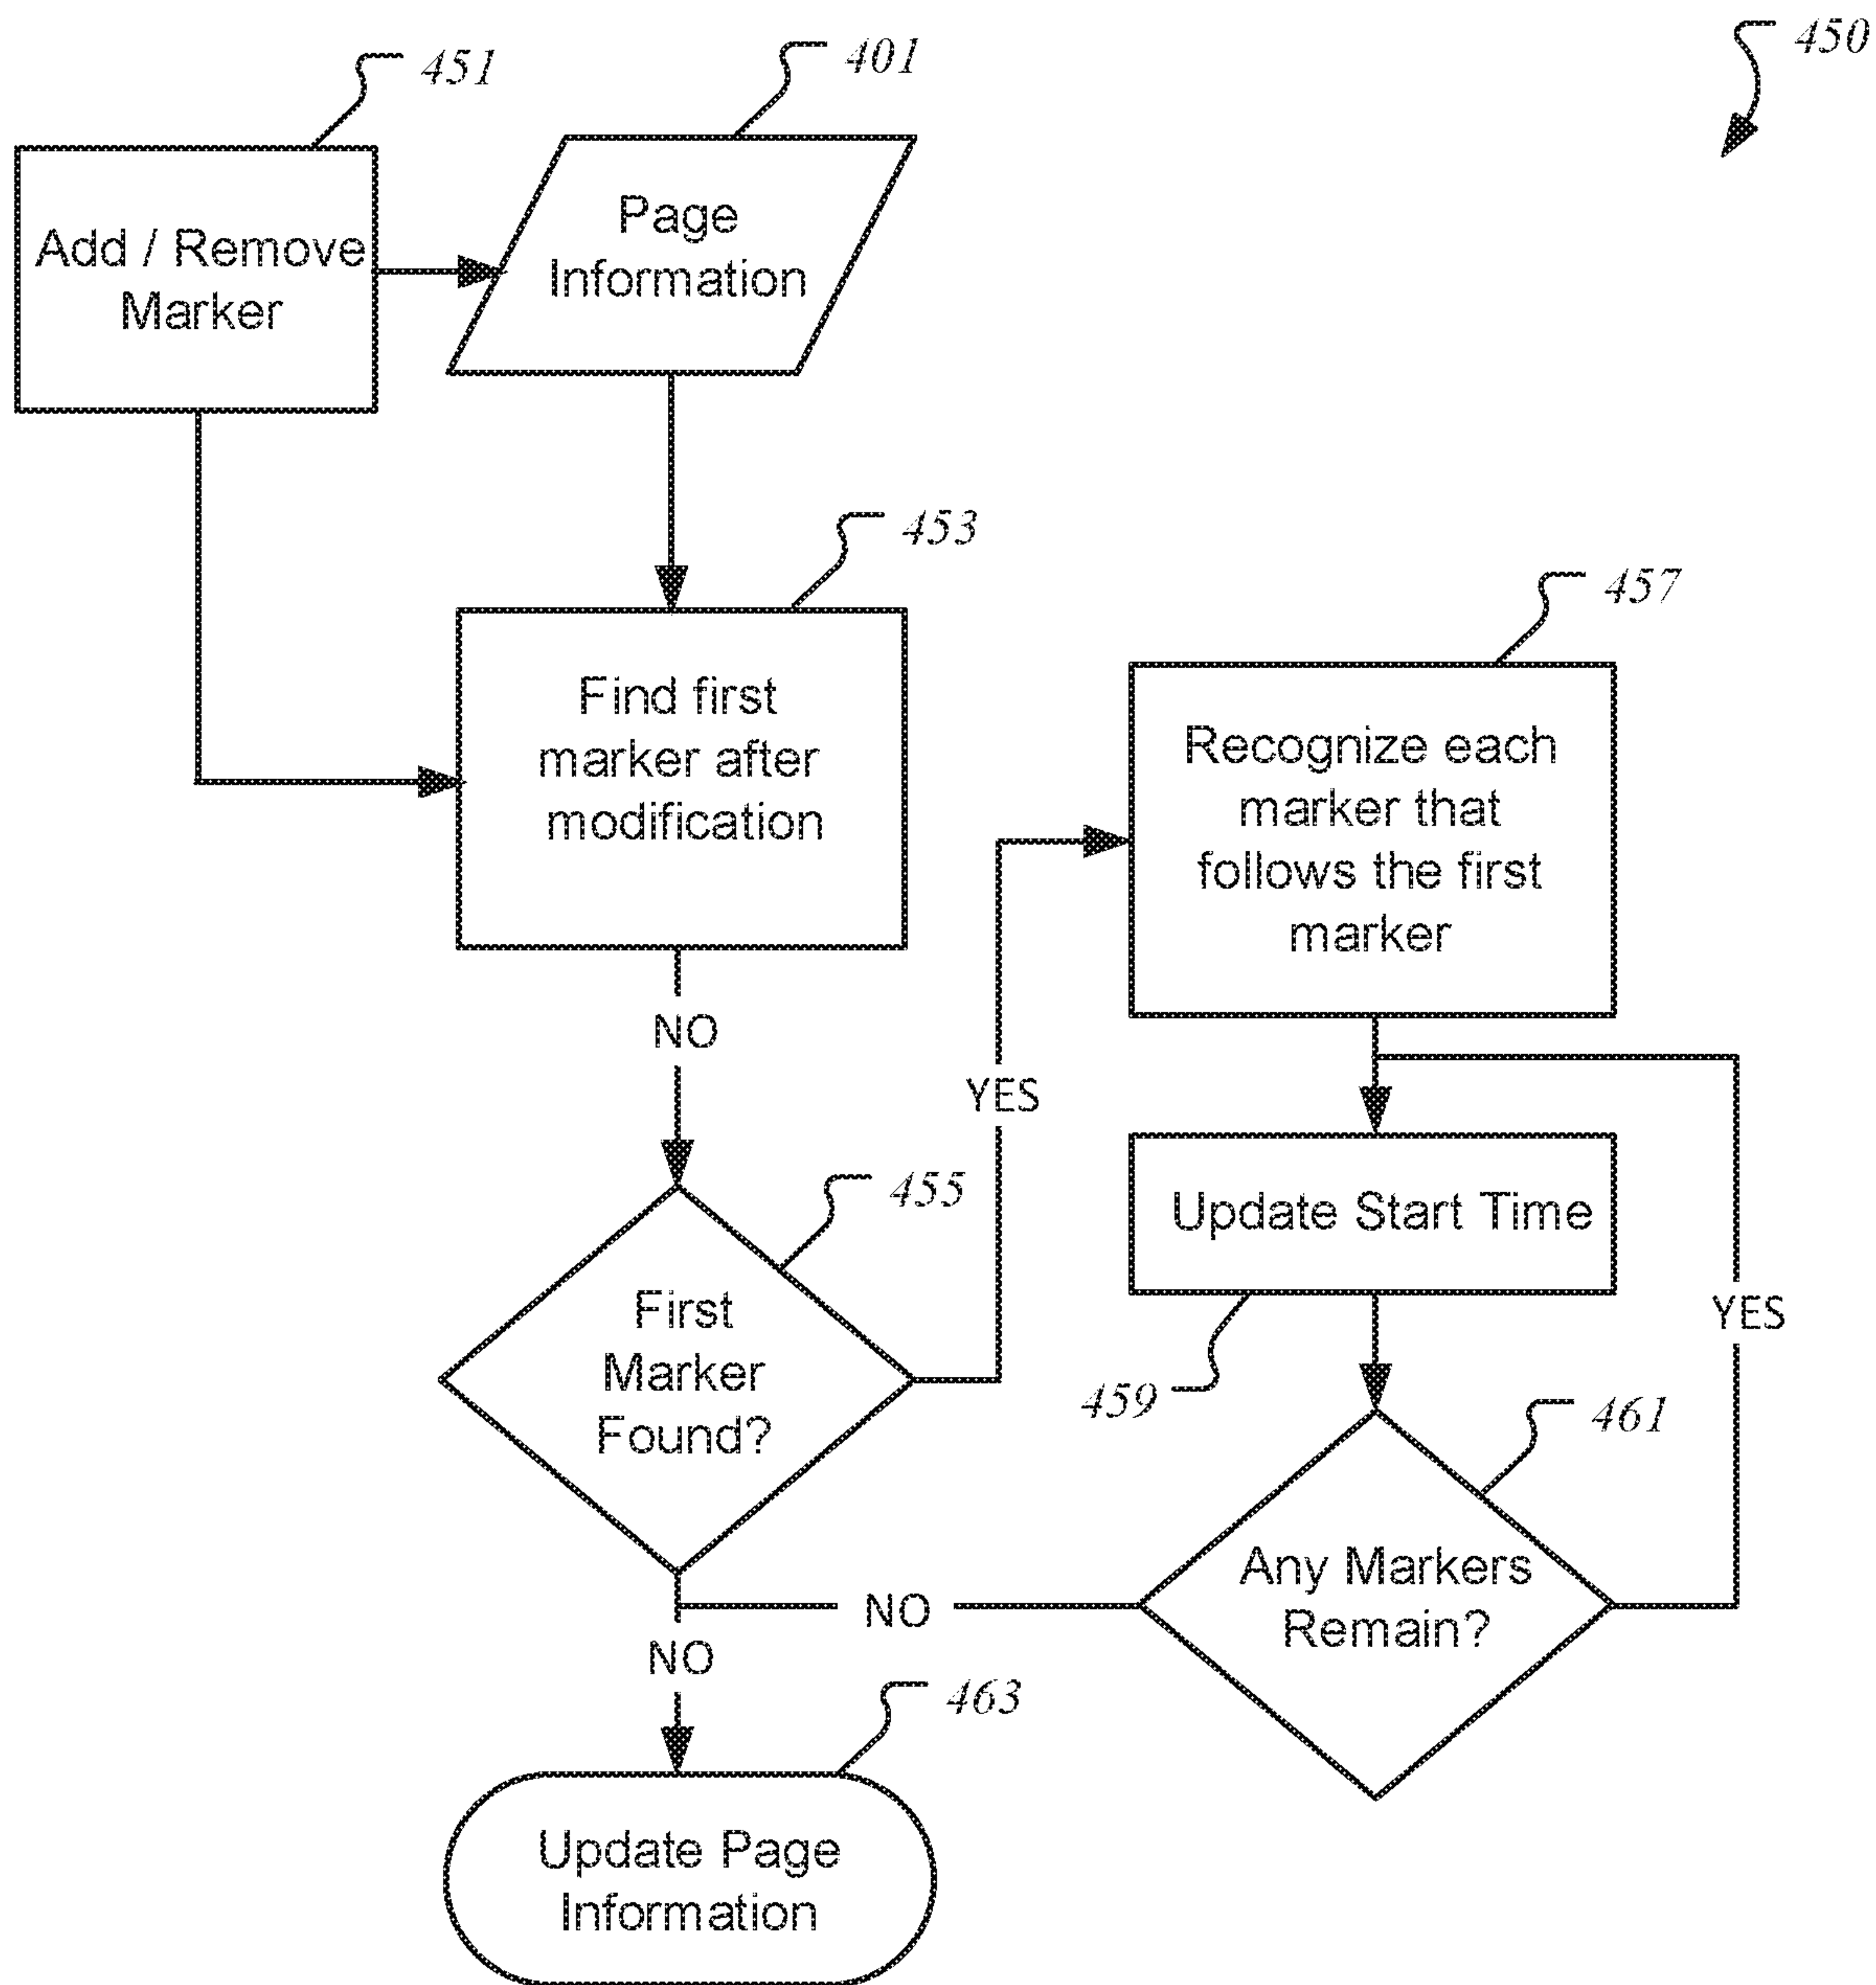 450
451
401
Add / Remove
Marker
Page
Information
453
Find first
marker after
modification
457
Recognize each
marker that
follows the first
marker
NO
YES
455
First
Marker
Found?
Update Start Time
459
YES
461
Any Markers
Remain?
NO
NO
463
Update Page
Information